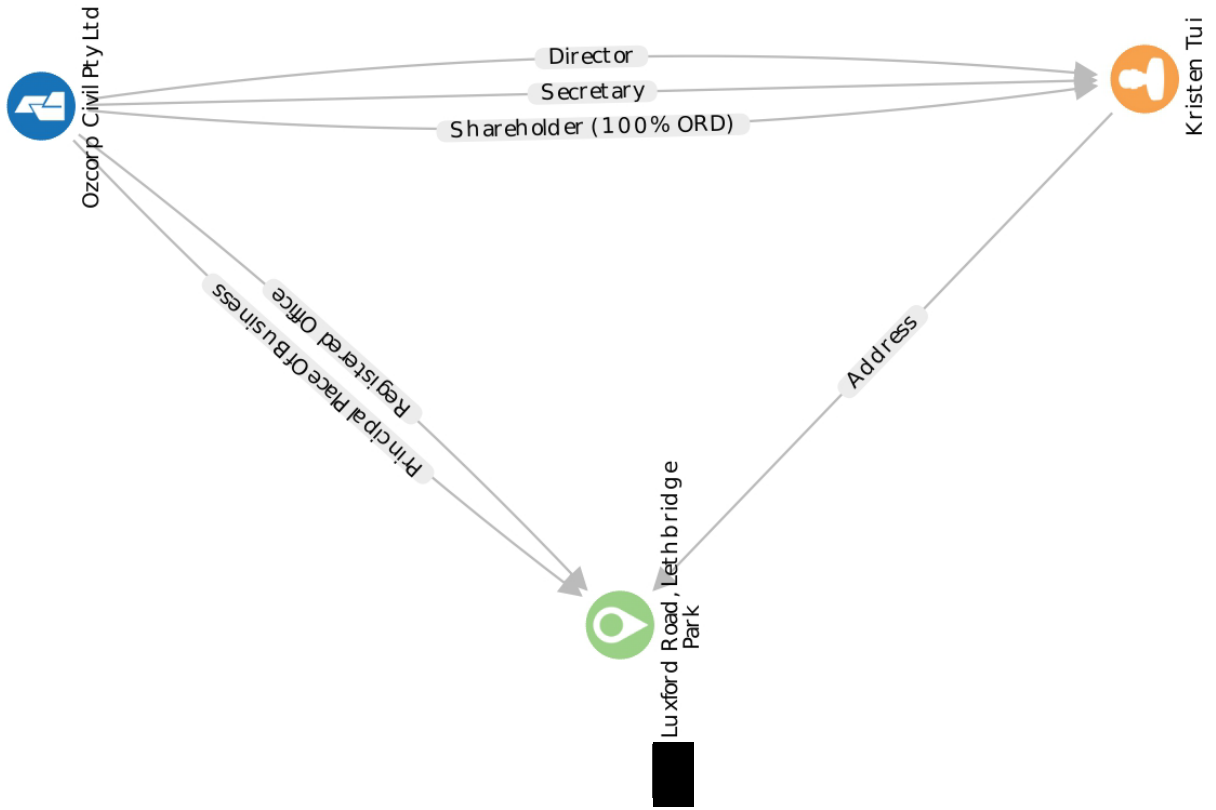 Ozcorp Civil Pty Ltd
Director
Secretary
Shareholder (100% ORD)
Kristen Tui
Registered Office
Principal Place Of Business
Address
Luxford Road, Lethbridge
Park